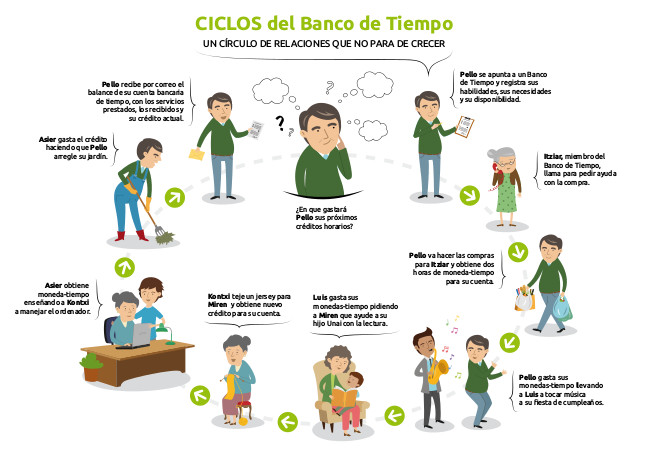 CICLOS del Banco de Tiempo
UN CÍRCULO DE RELACIONES QUE NO PARA DE CRECER
Pello se apunta a un Banco
de Tiempo y registra sus
habilidades, sus necesidades
y su disponibilidad.
Itziar, miembro del
Banco de Tiempo,
llama para pedir ayuda
con la compra.
Pello va hacer las compras
para Itziar y obtiene dos
horas de moneda-tiempo
para su cuenta.
Pello gasta sus
monedas-tiempo llevando
a Luis a tocar música
a su fiesta de cumpleaños.
Luis gasta sus
monedas-tiempo pidiendo
a Miren que ayude a su
hijo Unai con la lectura.
Kontxi teje un jersey para
Miren y obtiene nuevo
crédito para su cuenta.
Asier obtiene
moneda-tiempo
enseñando a Kontxi
a manejar el ordenador.
Asier gasta el crédito
haciendo que Pello
arregle su jardín.
Pello recibe por correo el
balance de su cuenta bancaria
de tiempo, con los servicios
prestados, los recibidos y
su crédito actual.
? ? ?
¿En que gastará
Pello sus próximos
créditos horarios?